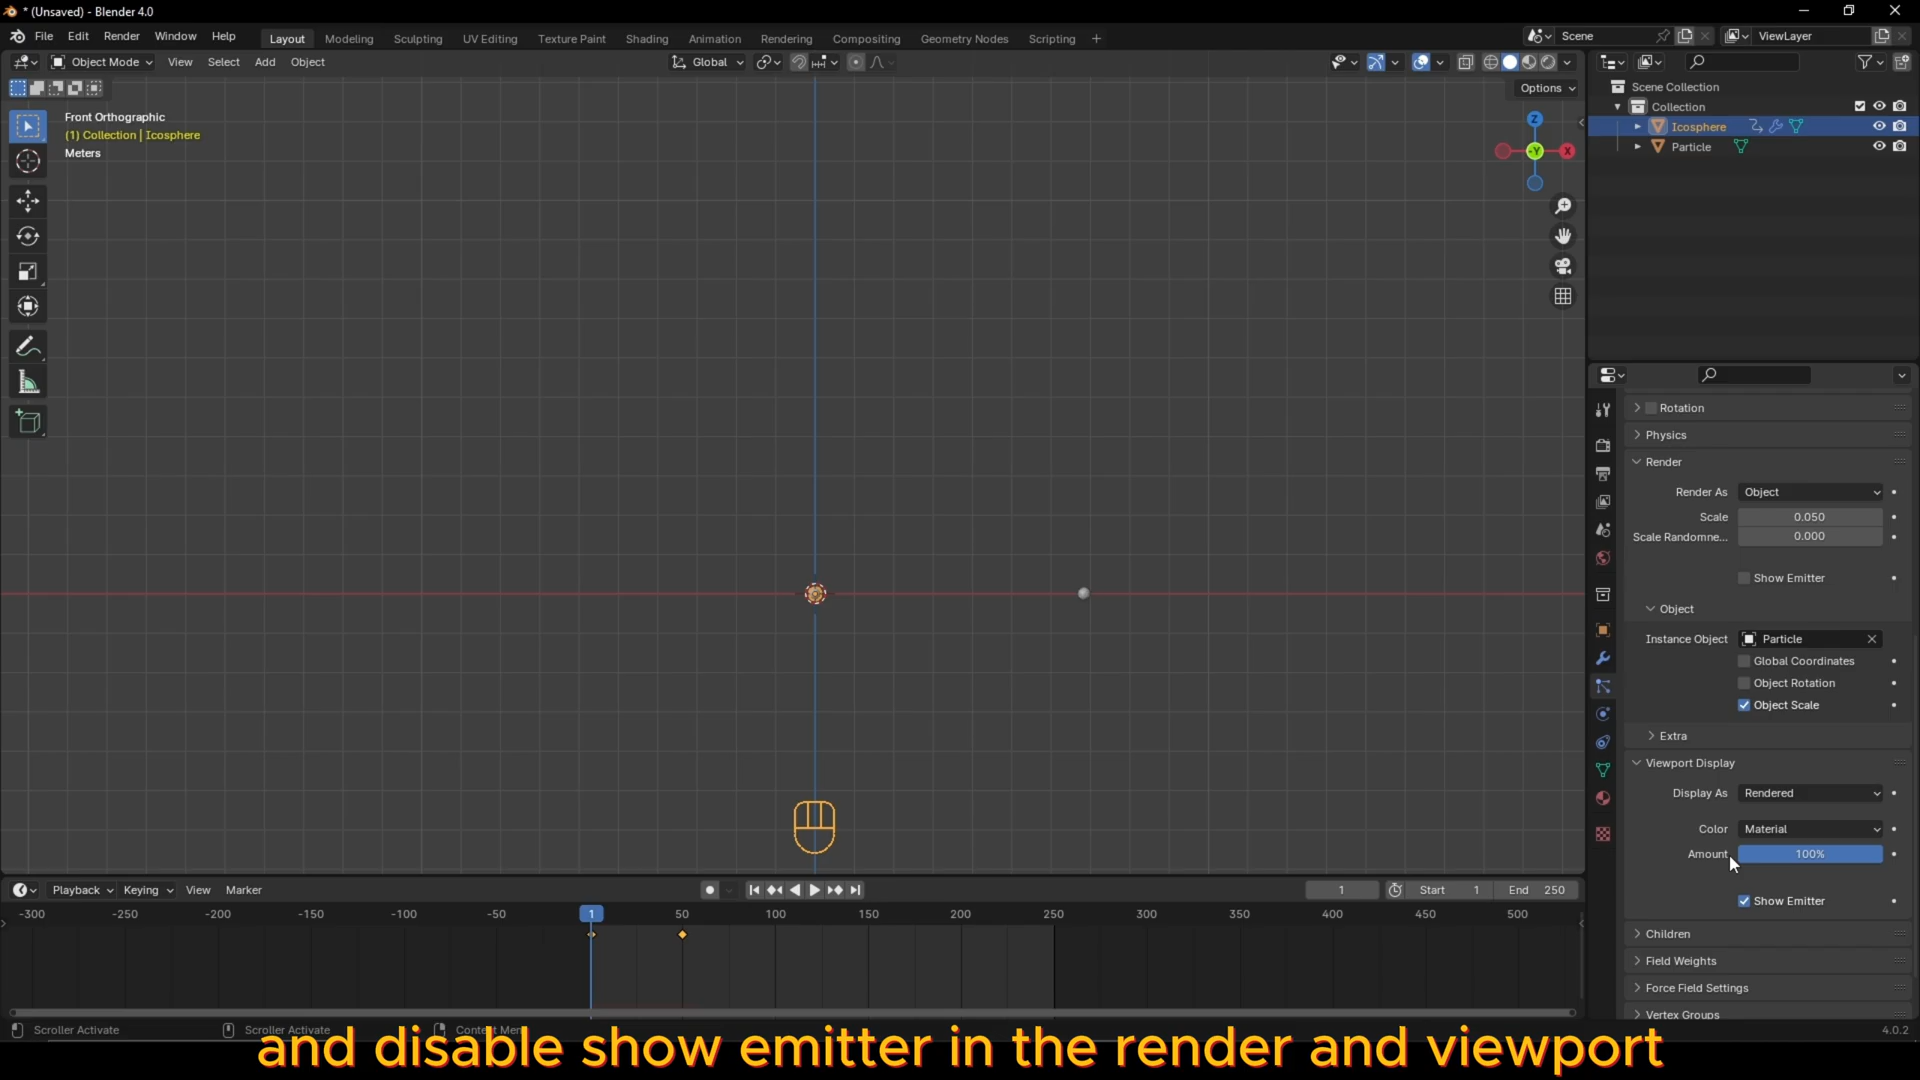 * (Unsaved) - Blender 4.0
File Edit Render Window Help
Layout Modeling Sculpting UV Editing Texture Paint Shading Animation Rendering Compositing Geometry Nodes Scripting +
Scene
ViewLayer
Object Mode View Select Add Object
Global
Options
Front Orthographic
(1) Collection | Icosphere
Meters
Z
-Y
X
Scene Collection
Collection
Icosphere
Particle
Rotation
Physics
Render
Render As Object
Scale 0.050
Scale Randomne... 0.000
Show Emitter
Object
Instance Object Particle
Global Coordinates
Object Rotation
Object Scale
Extra
Viewport Display
Display As Rendered
Color Material
Amount 100%
Show Emitter
Children
Field Weights
Force Field Settings
Vertex Groups
Playback Keying View Marker
1 Start 1 End 250
-300 -250 -200 -150 -100 -50 1 50 100 150 200 250 300 350 400 450 500
Scroller Activate Scroller Activate Context Men
4.0.2
and disable show emitter in the render and viewport